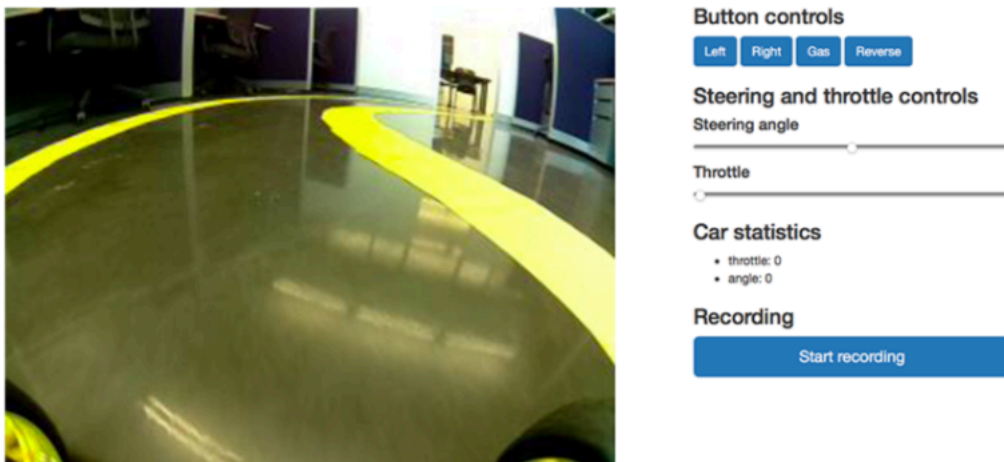 Button controls
Left Right Gas Reverse
Steering and throttle controls
Steering angle
Throttle
Car statistics
• throttle: 0
• angle: 0
Recording
Start recording